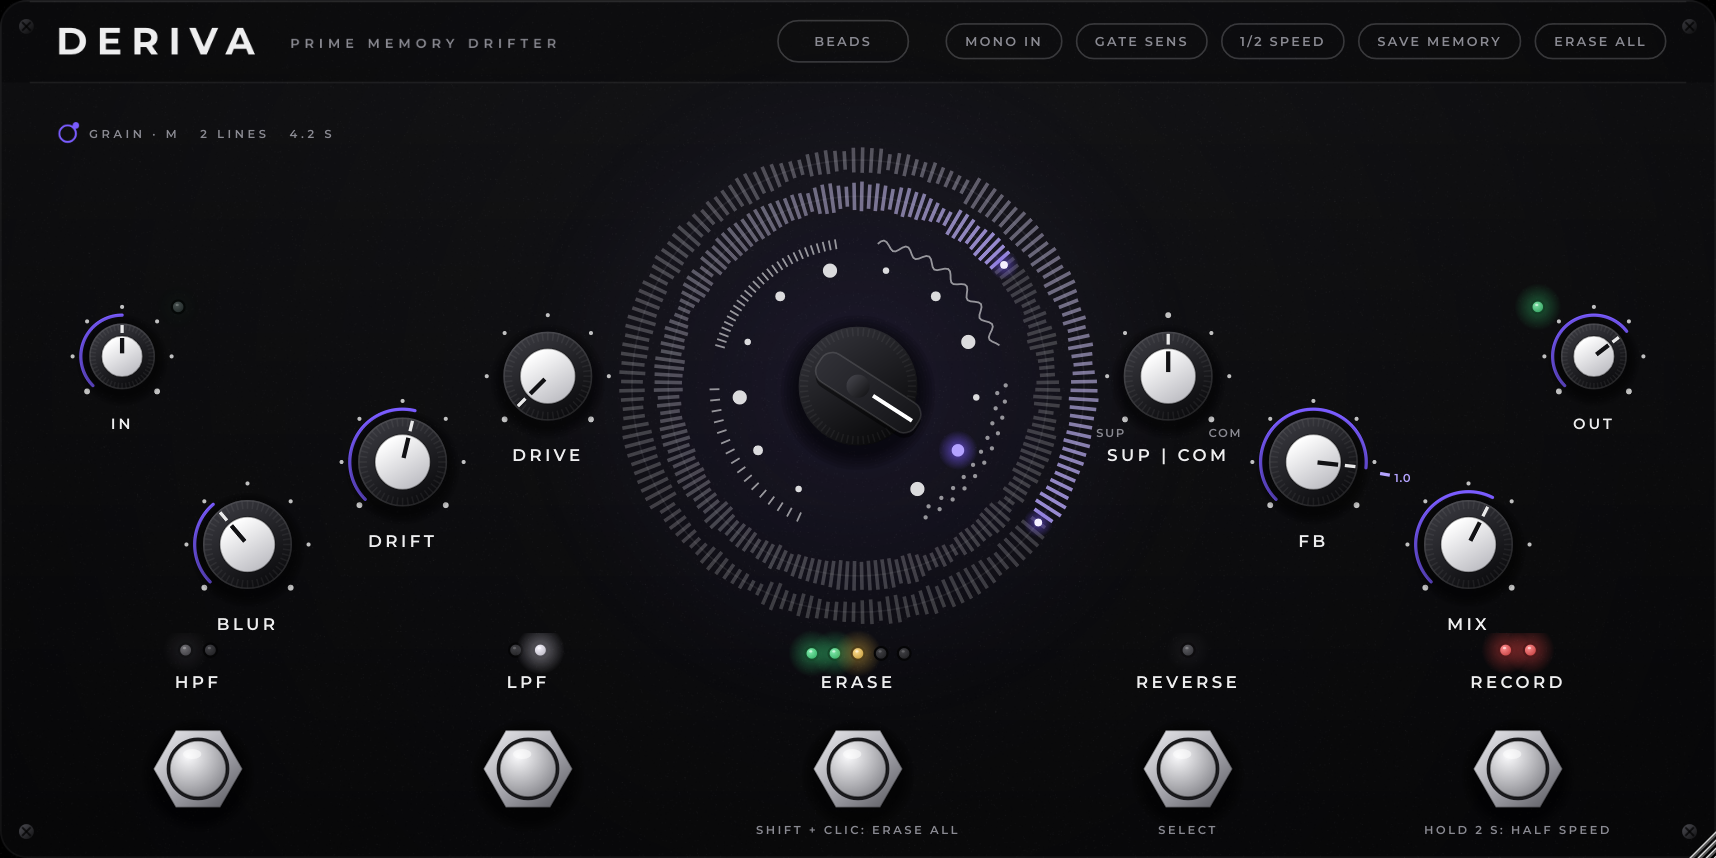 DERIVA PRIME MEMORY DRIFTER BEADS MONO IN GATE SENS 1/2 SPEED SAVE MEMORY ERASE ALL
GRAIN · M 2 LINES 4.2 S
IN
OUT
SUP COM
DRIVE SUP | COM
1.0
DRIFT FB
BLUR MIX
HPF LPF ERASE REVERSE RECORD
SHIFT + CLIC: ERASE ALL SELECT HOLD 2 S: HALF SPEED